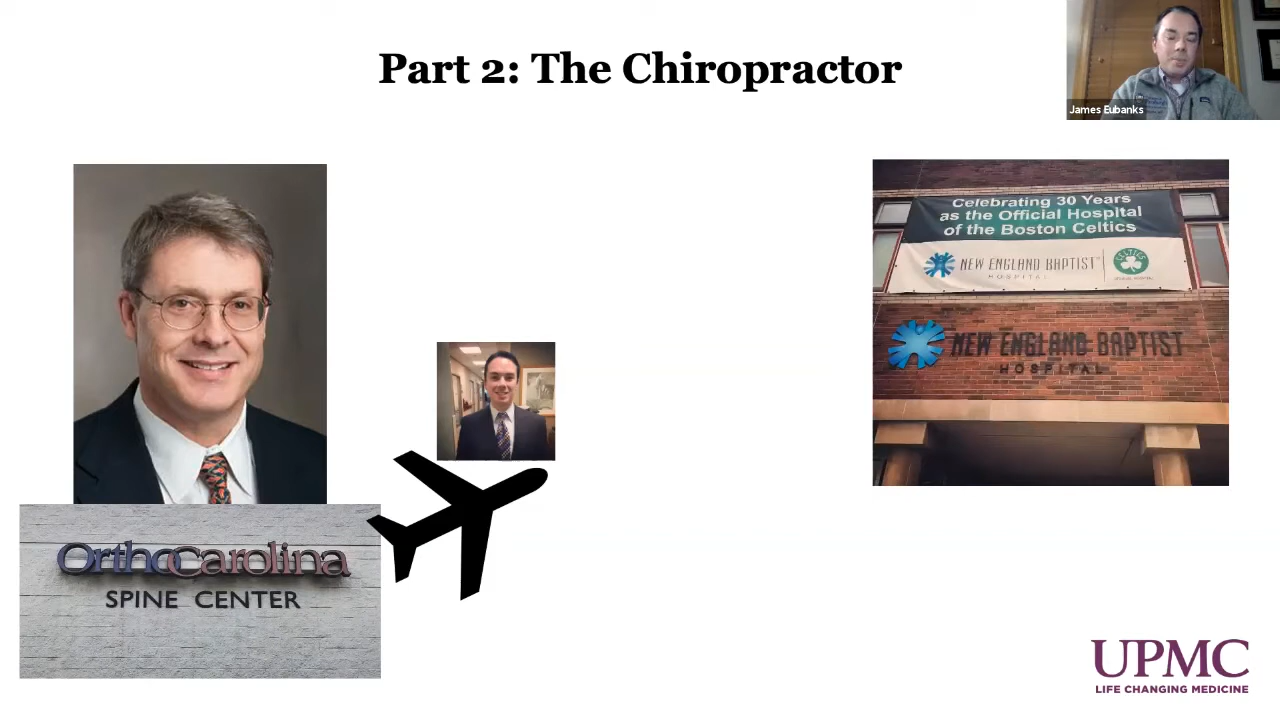 Part 2: The Chiropractor
James Eubanks
Celebrating 30 Years
as the Official Hospital
of the Boston Celtics
NEW ENGLAND BAPTIST
HOSPITAL
CELTICS
NEW ENGLAND BAPTIST
HOSPITAL
OrthoCarolina
SPINE CENTER
UPMC
LIFE CHANGING MEDICINE